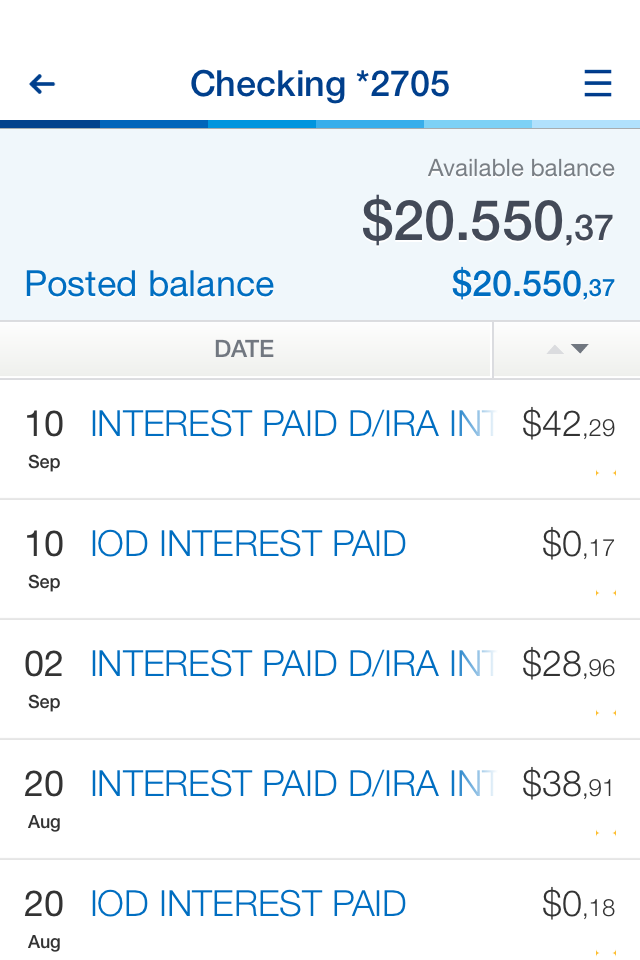 Checking *2705
Available balance
$20.550,37
Posted balance $20.550,37
DATE
10 INTEREST PAID D/IRA INT $42,29
Sep
10 IOD INTEREST PAID $0,17
Sep
02 INTEREST PAID D/IRA INT $28,96
Sep
20 INTEREST PAID D/IRA INT $38,91
Aug
20 IOD INTEREST PAID $0,18
Aug